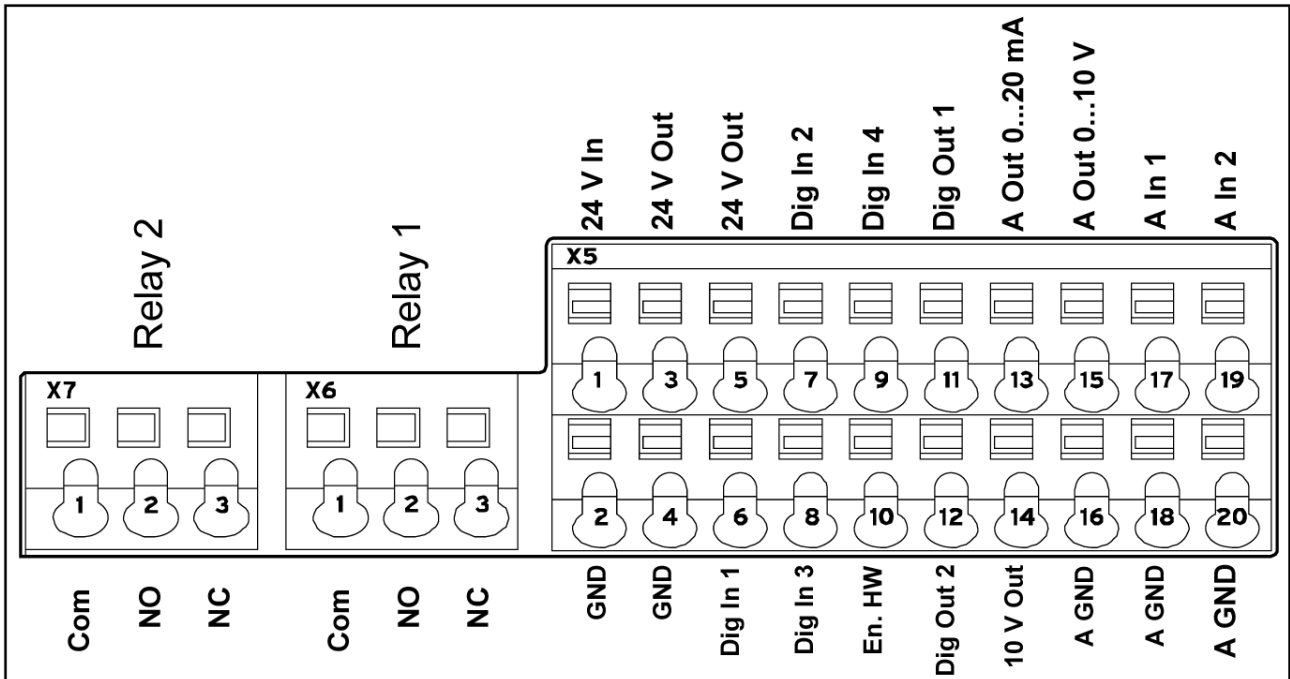 24 V In
24 V Out
24 V Out
Dig In 2
Dig In 4
Dig Out 1
A Out 0...20 mA
A Out 0...10 V
A In 1
A In 2
Relay 2
Relay 1
X5
1 3 5 7 9 11 13 15 17 19
X7
X6
1 2 3
1 2 3
2 4 6 8 10 12 14 16 18 20
Com
NO
NC
Com
NO
NC
GND
GND
Dig In 1
Dig In 3
En. HW
Dig Out 2
10 V Out
A GND
A GND
A GND